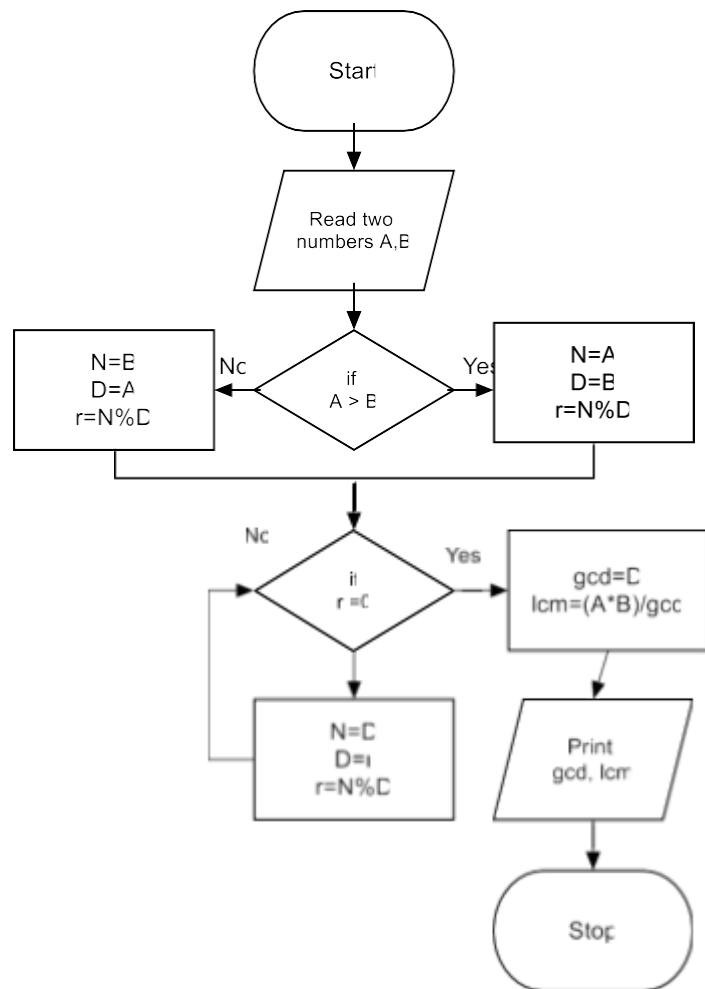 Start
Read two
numbers A,B
N=B
D=A
r=N%D
No
if
A > B
Yes
N=A
D=B
r=N%D
No
if
r =0
Yes
gcd=D
lcm=(A*B)/gcd
N=D
D=r
r=N%D
Print
gcd, lcm
Stop